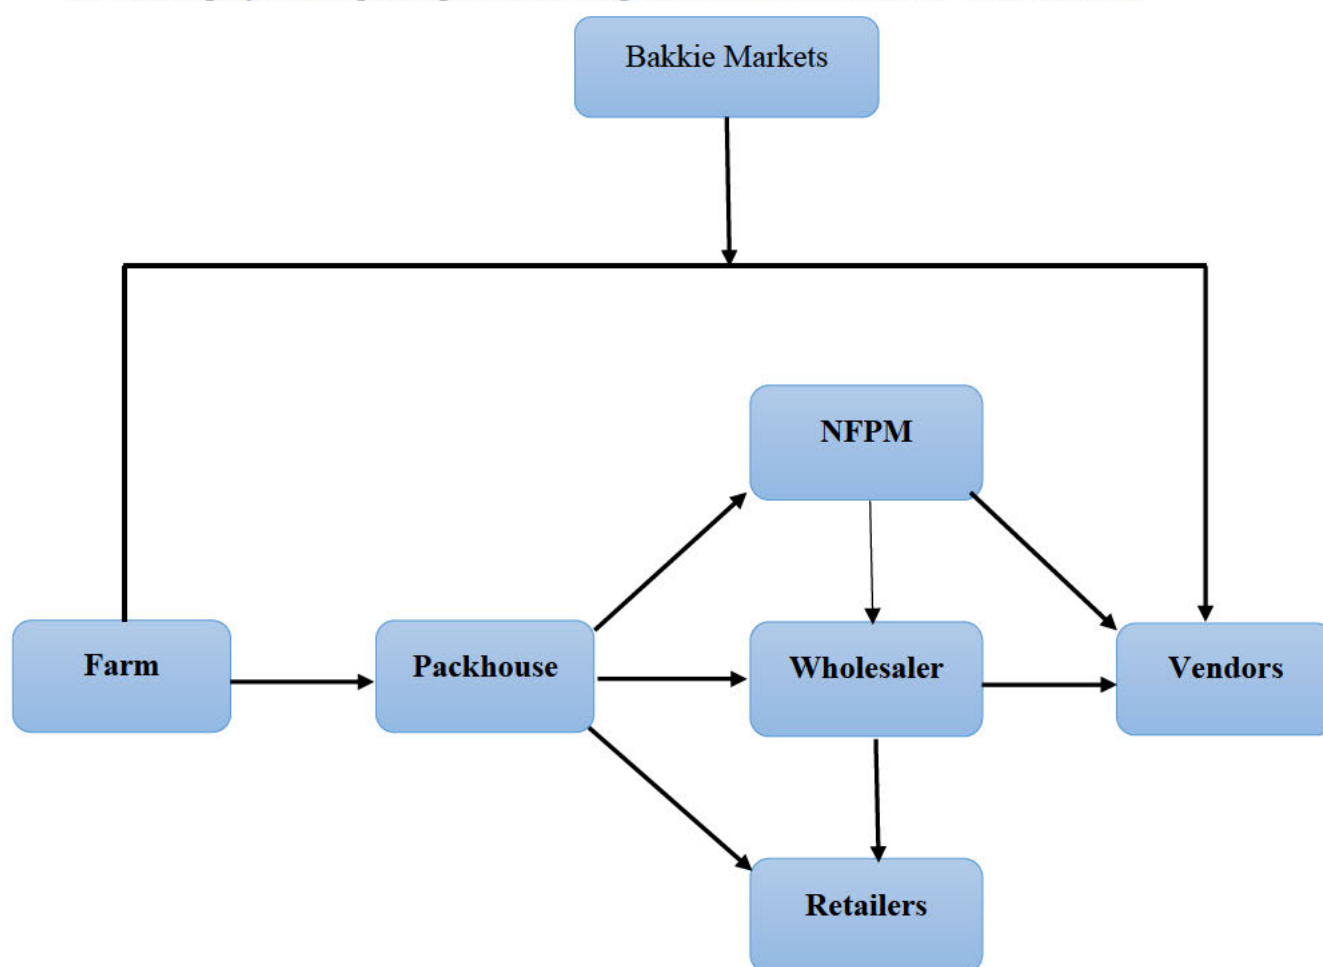 Bakkie Markets
NFPM
Farm
Packhouse
Wholesaler
Vendors
Retailers